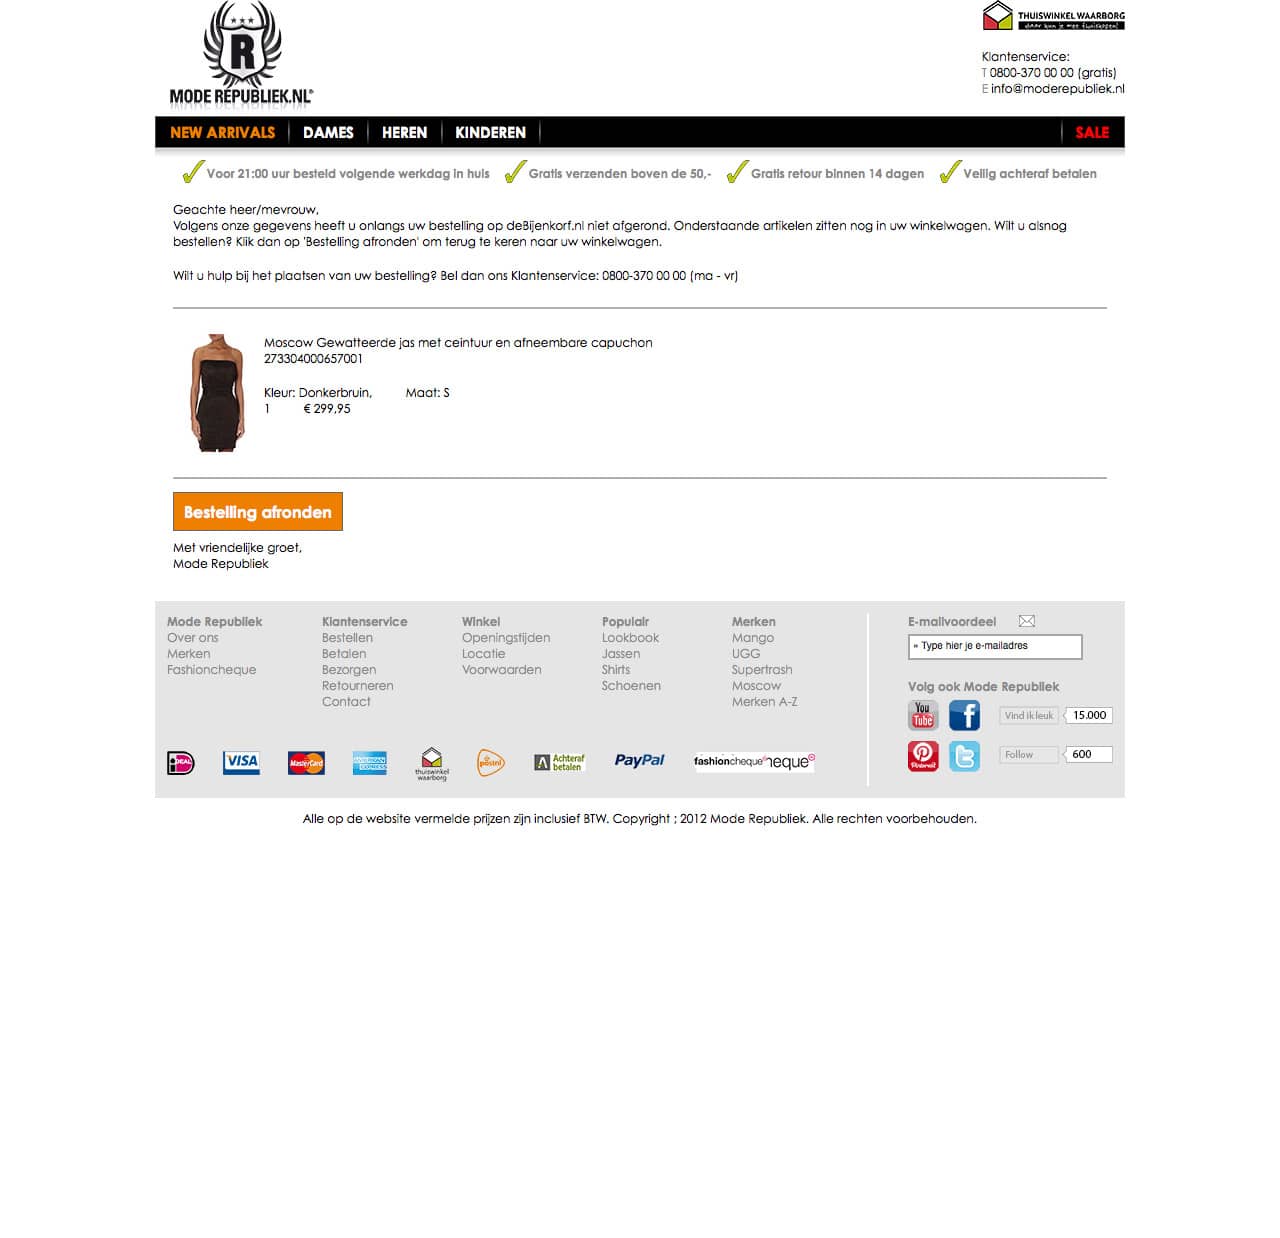 R
MODE REPUBLIEK.NL®
THUISWINKEL WAARBORG
daar kun je mee thuiskopen!
Klantenservice:
T 0800-370 00 00 (gratis)
E info@moderepubliek.nl
NEW ARRIVALS DAMES HEREN KINDEREN SALE
Voor 21:00 uur besteld volgende werkdag in huis Gratis verzenden boven de 50,- Gratis retour binnen 14 dagen Veilig achteraf betalen
Geachte heer/mevrouw,
Volgens onze gegevens heeft u onlangs uw bestelling op deBijenkorf.nl niet afgerond. Onderstaande artikelen zitten nog in uw winkelwagen. Wilt u alsnog
bestellen? Klik dan op 'Bestelling afronden' om terug te keren naar uw winkelwagen.
Wilt u hulp bij het plaatsen van uw bestelling? Bel dan ons Klantenservice: 0800-370 00 00 (ma - vr)
Moscow Gewatteerde jas met ceintuur en afneembare capuchon
273304000657001
Kleur: Donkerbruin, Maat: S
1 € 299,95
Bestelling afronden
Met vriendelijke groet,
Mode Republiek
Mode Republiek Klantenservice Winkel Populair Merken E-mailvoordeel
Over ons Bestellen Openingstijden Lookbook Mango
Merken Betalen Locatie Jassen UGG » Type hier je e-mailadres
Fashioncheque Bezorgen Voorwaarden Shirts Supertrash
Retourneren Schoenen Moscow Volg ook Mode Republiek
Contact Merken A-Z
You Tube f Vind ik leuk 15.000
Pinterest Follow 600
iDEAL VISA MasterCard AMERICAN EXPRESS thuiswinkel waarborg postnl Achteraf betalen PayPal fashioncheque heque
Alle op de website vermelde prijzen zijn inclusief BTW. Copyright ; 2012 Mode Republiek. Alle rechten voorbehouden.